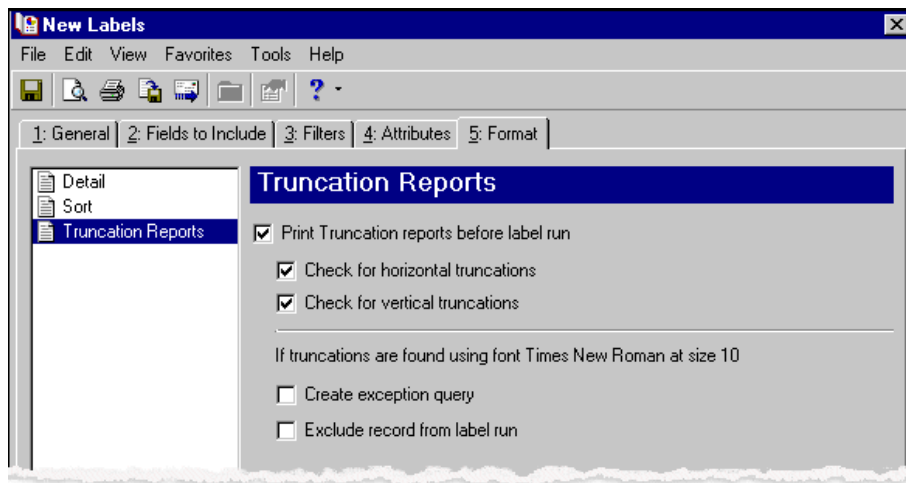 New Labels
File Edit View Favorites Tools Help
?
1: General 2: Fields to Include 3: Filters 4: Attributes 5: Format
Detail
Sort
Truncation Reports
Truncation Reports
Print Truncation reports before label run
Check for horizontal truncations
Check for vertical truncations
If truncations are found using font Times New Roman at size 10
Create exception query
Exclude record from label run